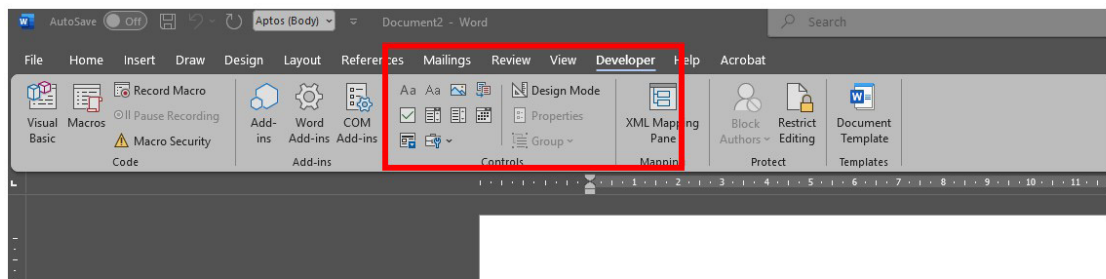 AutoSave Off Aptos (Body) Document2 - Word Search
File Home Insert Draw Design Layout References Mailings Review View Developer Help Acrobat
Visual Basic
Macros
Record Macro
Pause Recording
Macro Security
Code
Add-ins
Word Add-ins
COM Add-ins
Add-ins
Aa Aa
Design Mode
Properties
Group
Controls
XML Mapping Pane
Mapping
Block Authors
Restrict Editing
Protect
Document Template
Templates
1 2 3 4 5 6 7 8 9 10 11